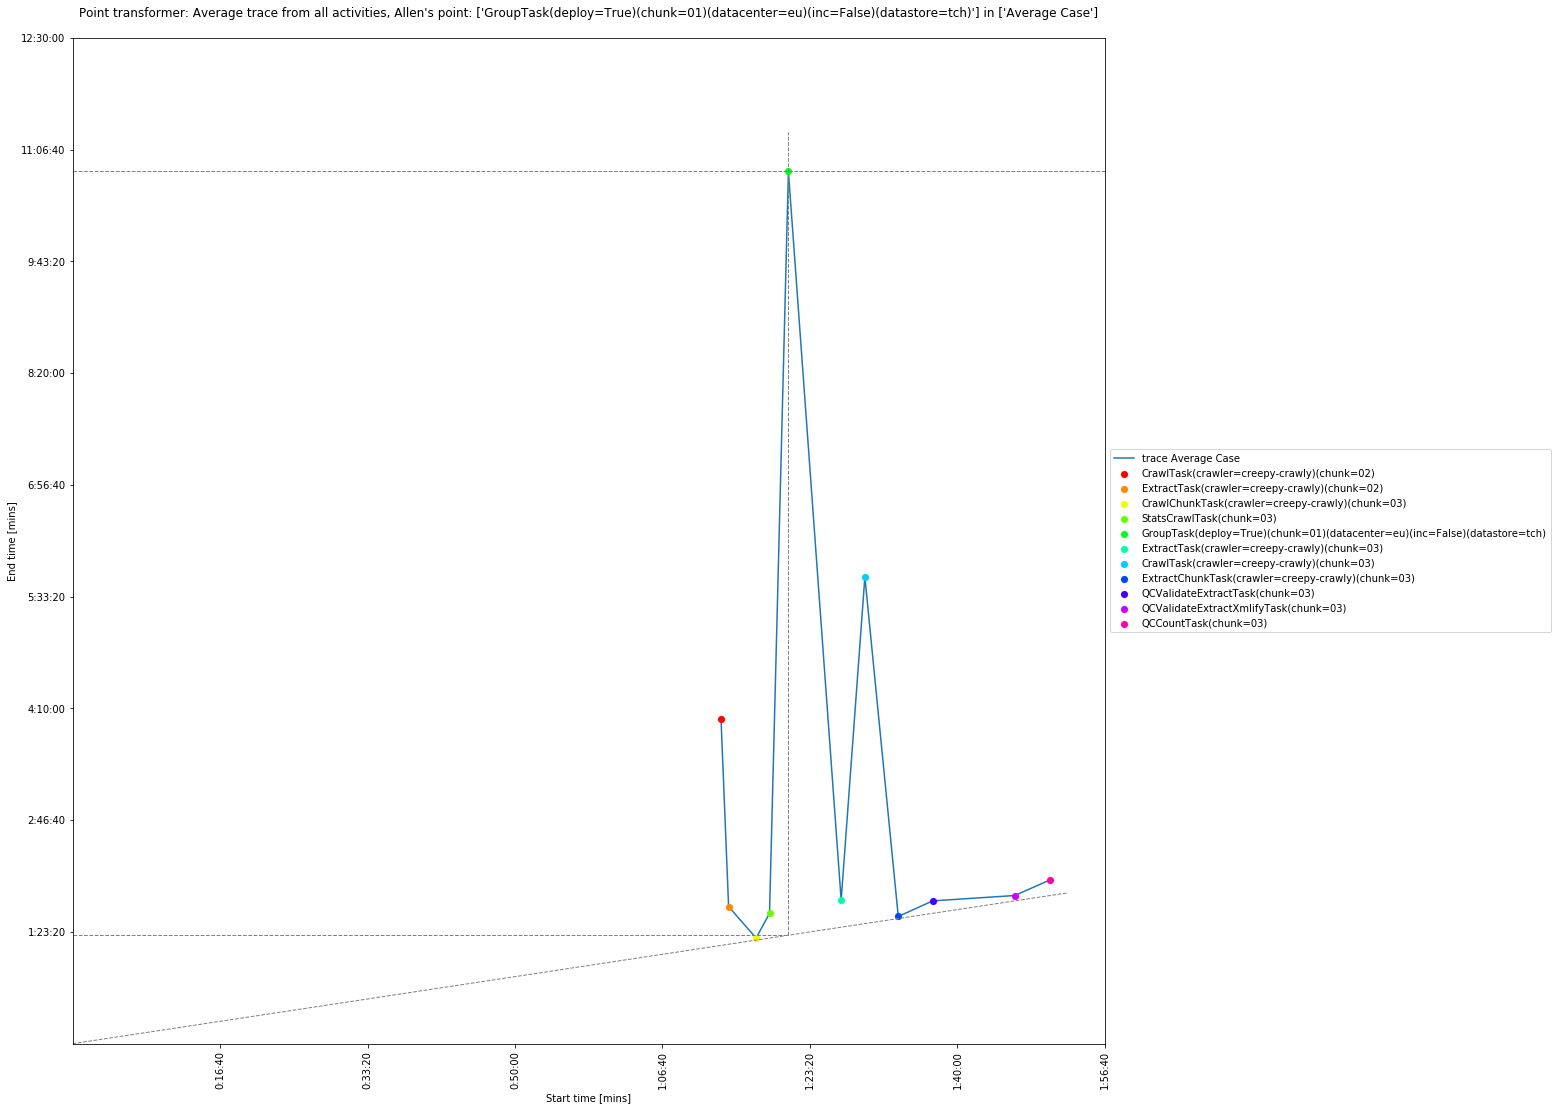 Point transformer: Average trace from all activities, Allen's point: ['GroupTask(deploy=True)(chunk=01)(datacenter=eu)(inc=False)(datastore=tch)'] in ['Average Case']
12:30:00
11:06:40
9:43:20
8:20:00
6:56:40
5:33:20
4:10:00
2:46:40
1:23:20
End time [mins]
0:16:40
0:33:20
0:50:00
1:06:40
1:23:20
1:40:00
1:56:40
Start time [mins]
trace Average Case
CrawlTask(crawler=creepy-crawly)(chunk=02)
ExtractTask(crawler=creepy-crawly)(chunk=02)
CrawlChunkTask(crawler=creepy-crawly)(chunk=03)
StatsCrawlTask(chunk=03)
GroupTask(deploy=True)(chunk=01)(datacenter=eu)(inc=False)(datastore=tch)
ExtractTask(crawler=creepy-crawly)(chunk=03)
CrawlTask(crawler=creepy-crawly)(chunk=03)
ExtractChunkTask(crawler=creepy-crawly)(chunk=03)
QCValidateExtractTask(chunk=03)
QCValidateExtractXmlifyTask(chunk=03)
QCCountTask(chunk=03)